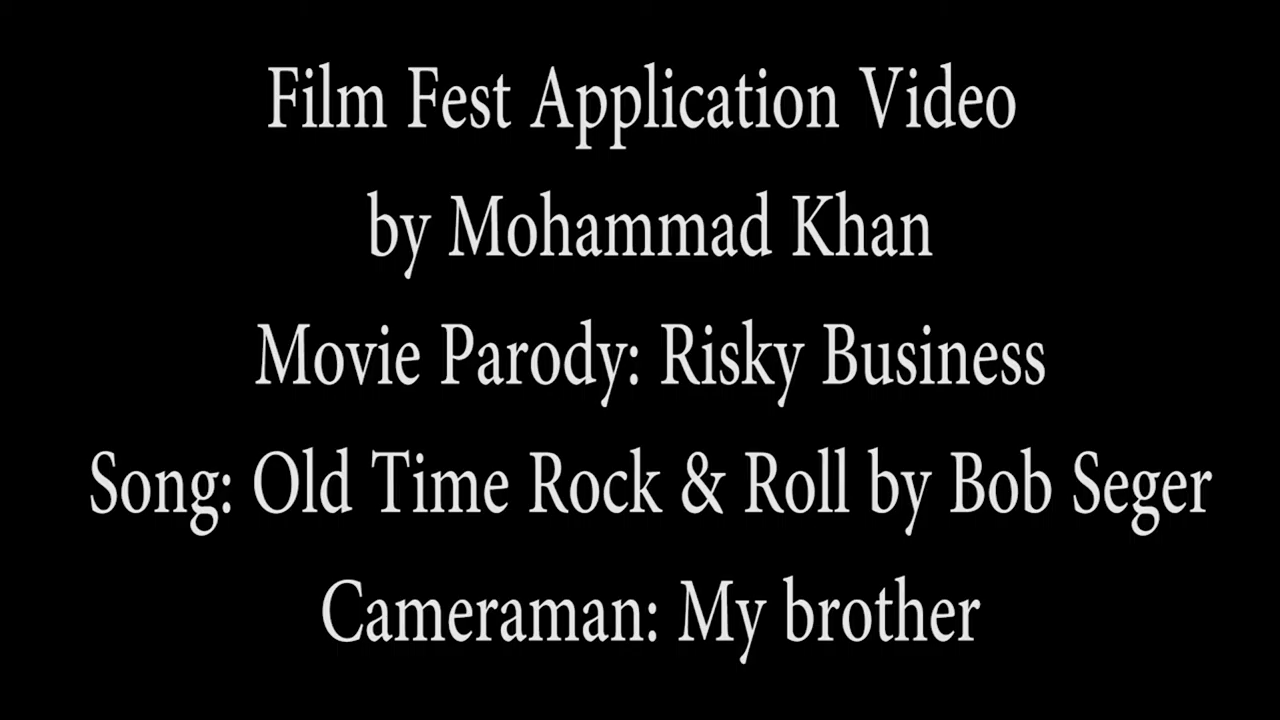 Film Fest Application Video
by Mohammad Khan
Movie Parody: Risky Business
Song: Old Time Rock & Roll by Bob Seger
Cameraman: My brother